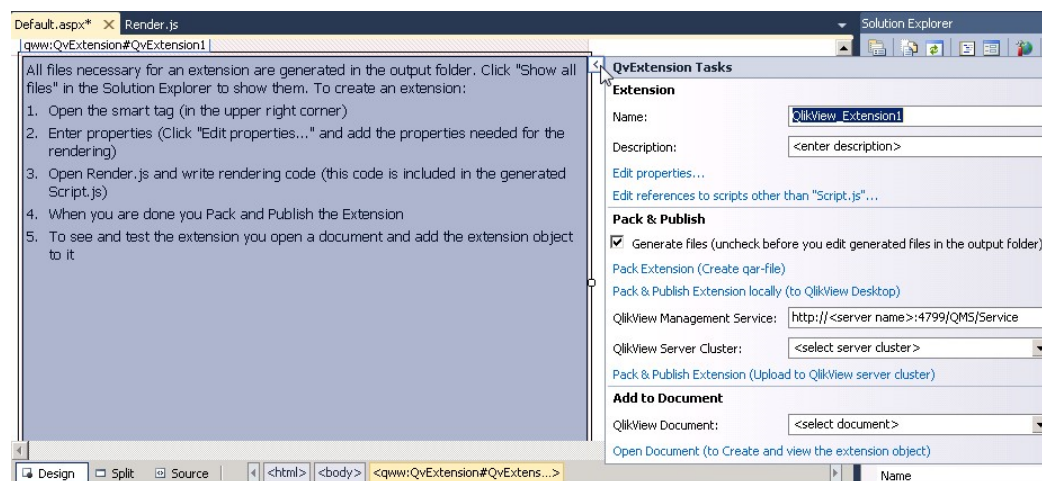 Default.aspx* Render.js
Solution Explorer
qww:QvExtension#QvExtension1
All files necessary for an extension are generated in the output folder. Click "Show all
files" in the Solution Explorer to show them. To create an extension:
1. Open the smart tag (in the upper right corner)
2. Enter properties (Click "Edit properties..." and add the properties needed for the
rendering)
3. Open Render.js and write rendering code (this code is included in the generated
Script.js)
4. When you are done you Pack and Publish the Extension
5. To see and test the extension you open a document and add the extension object
to it
QvExtension Tasks
Extension
Name: QlikView_Extension1
Description: <enter description>
Edit properties...
Edit references to scripts other than "Script.js"...
Pack & Publish
Generate files (uncheck before you edit generated files in the output folder)
Pack Extension (Create qar-file)
Pack & Publish Extension locally (to QlikView Desktop)
QlikView Management Service: http://<server name>:4799/QMS/Service
QlikView Server Cluster: <select server cluster>
Pack & Publish Extension (Upload to QlikView server cluster)
Add to Document
QlikView Document: <select document>
Open Document (to Create and view the extension object)
Design Split Source <html> <body> <qww:QvExtension#QvExtens...>
Name